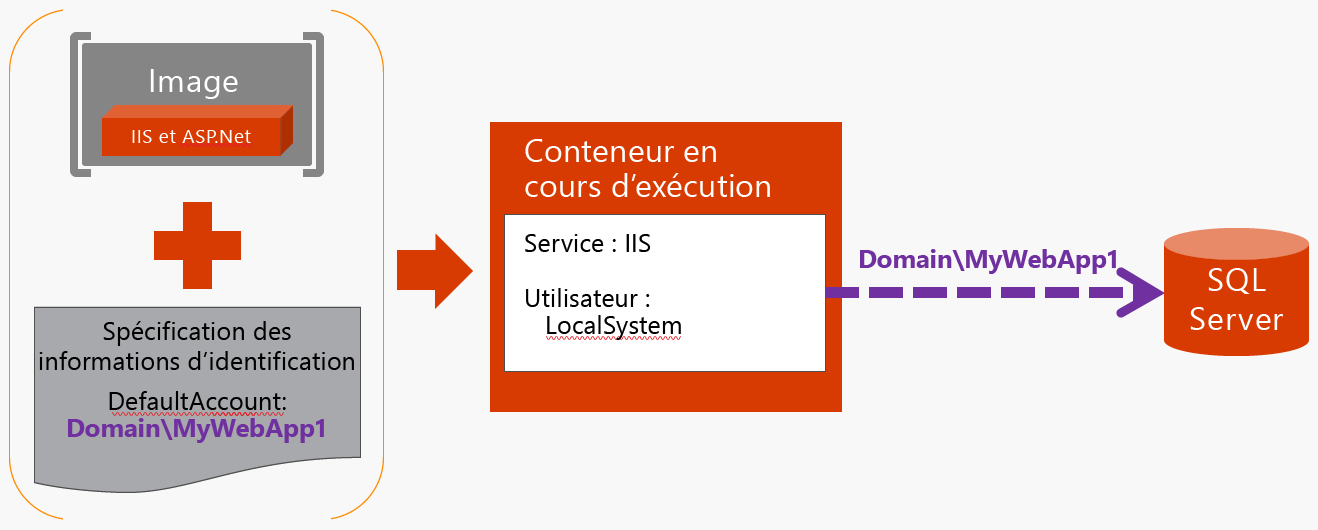 Image
IIS et ASP.Net
Spécification des
informations d’identification
DefaultAccount:
Domain\MyWebApp1
Conteneur en
cours d’exécution
Service : IIS
Utilisateur :
LocalSystem
Domain\MyWebApp1
SQL
Server